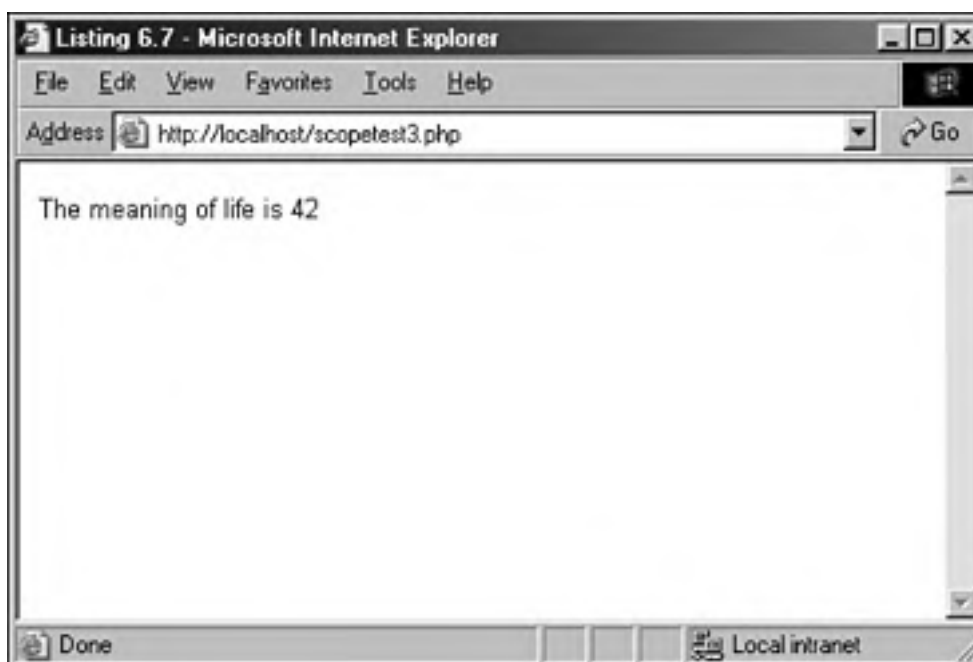 Listing 6.7 - Microsoft Internet Explorer
File Edit View Favorites Tools Help
Address http://localhost/scopetest3.php Go
The meaning of life is 42
Done Local intranet